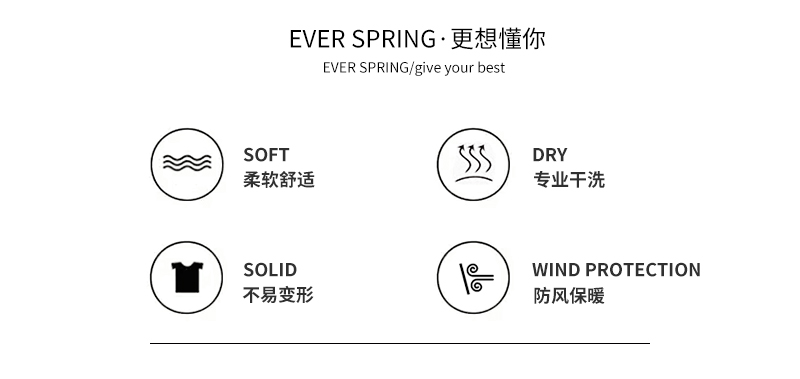 EVER SPRING·更想懂你
EVER SPRING/give your best
SOFT
柔软舒适
DRY
专业干洗
SOLID
不易变形
WIND PROTECTION
防风保暖